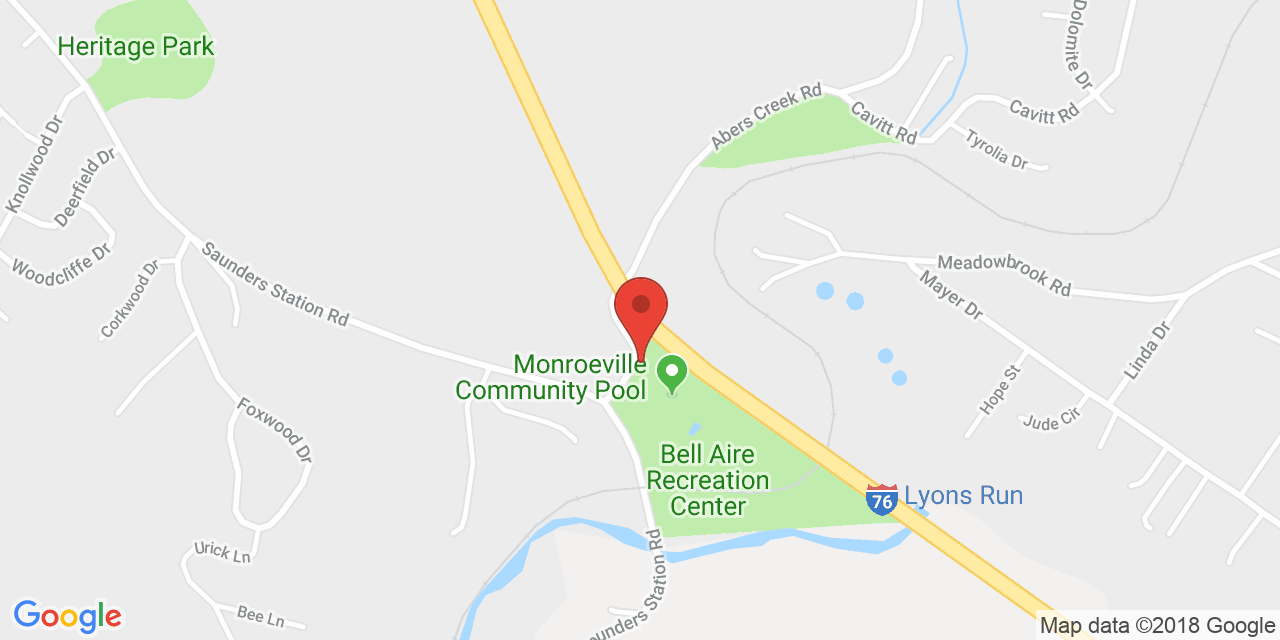 Heritage Park
Dolomite Dr
Abers Creek Rd
Cavitt Rd
Cavitt Rd
Tyrolia Dr
Knollwood Dr
Deerfield Dr
Woodcliffe Dr
Corkwood Dr
Saunders Station Rd
Meadowbrook Rd
Mayer Dr
Linda Dr
Hope St
Jude Cir
Monroeville
Community Pool
Foxwood Dr
Bell Aire
Recreation
Center
76
Lyons Run
Urick Ln
Bee Ln
Saunders Station Rd
Google
Map data ©2018 Google